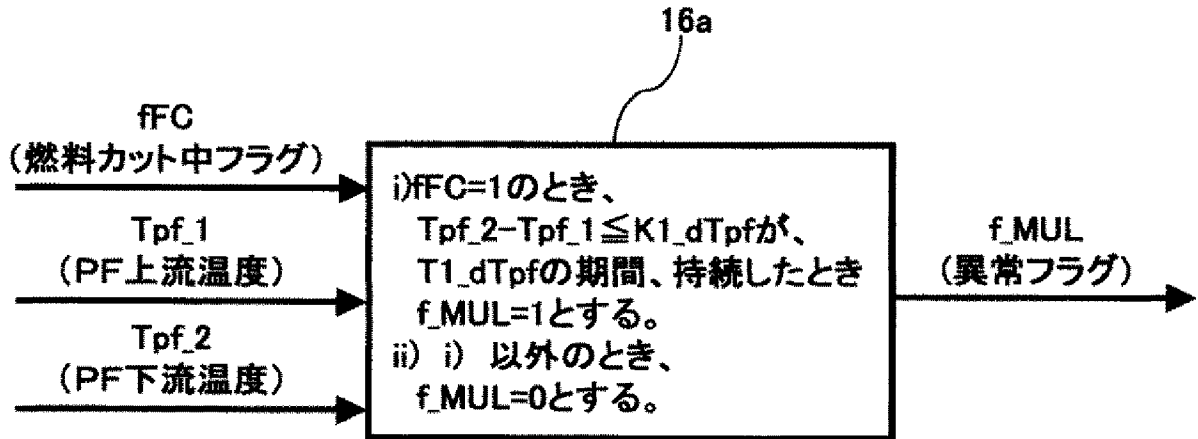 16a
fFC
(燃料カット中フラグ)
Tpf_1
(PF上流温度)
Tpf_2
(PF下流温度)
i)fFC=1のとき、
Tpf_2-Tpf_1≦K1_dTpfが、
T1_dTpfの期間、持続したとき
f_MUL=1とする。
ii) i) 以外のとき、
f_MUL=0とする。
f_MUL
(異常フラグ)